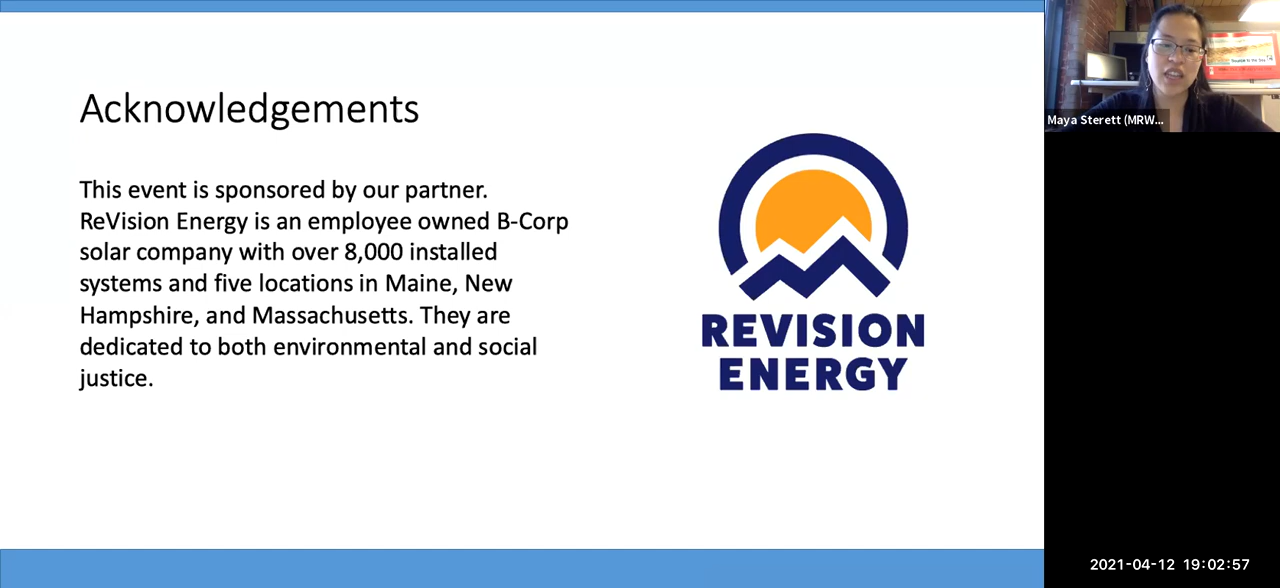 Acknowledgements
This event is sponsored by our partner.
ReVision Energy is an employee owned B-Corp
solar company with over 8,000 installed
systems and five locations in Maine, New
Hampshire, and Massachusetts. They are
dedicated to both environmental and social
justice.
REVISION
ENERGY
Maya Sterett (MRW...
2021-04-12 19:02:57